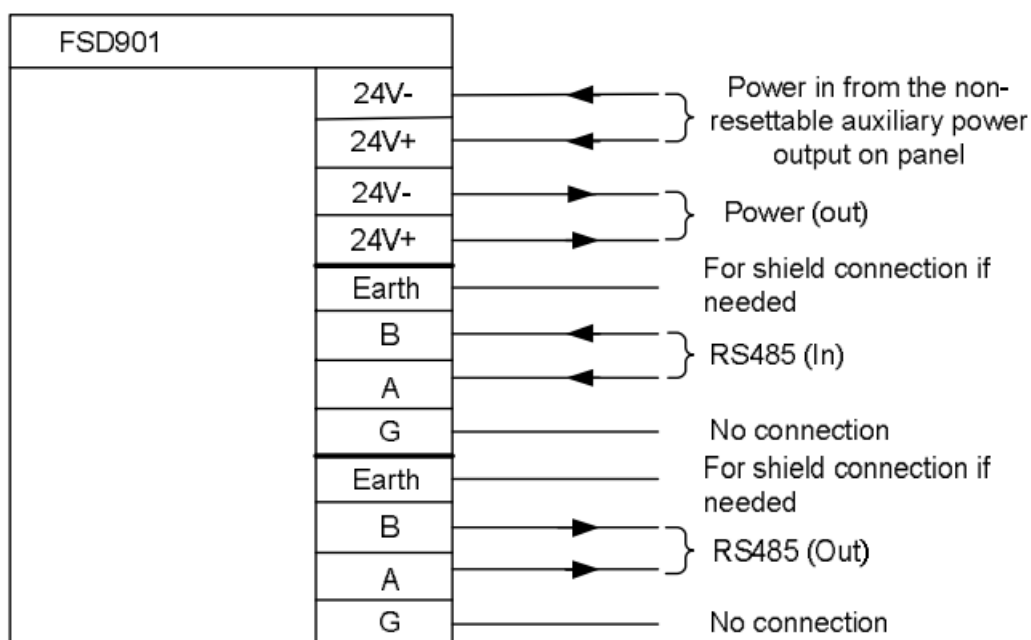 FSD901
24V-
24V+
Power in from the non-
resettable auxiliary power
output on panel
24V-
24V+
Power (out)
Earth
For shield connection if
needed
B
A
RS485 (In)
G
No connection
Earth
For shield connection if
needed
B
A
RS485 (Out)
G
No connection